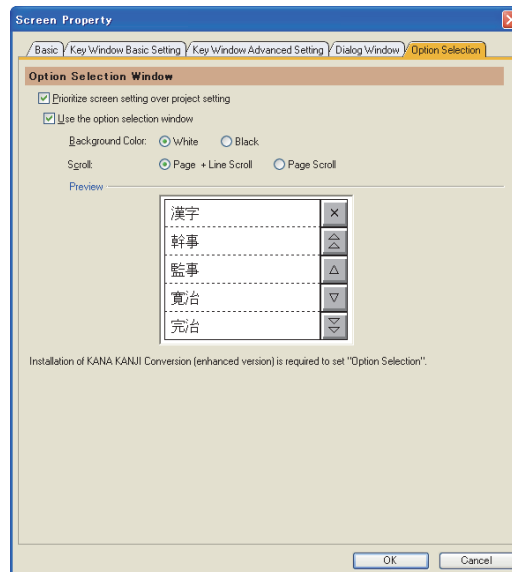 Screen Property
Basic Key Window Basic Setting Key Window Advanced Setting Dialog Window Option Selection
Option Selection Window
Prioritize screen setting over project setting
Use the option selection window
Background Color: White Black
Scroll: Page + Line Scroll Page Scroll
Preview
漢字
幹事
監事
寛治
完治
Installation of KANA KANJI Conversion (enhanced version) is required to set "Option Selection".
OK Cancel